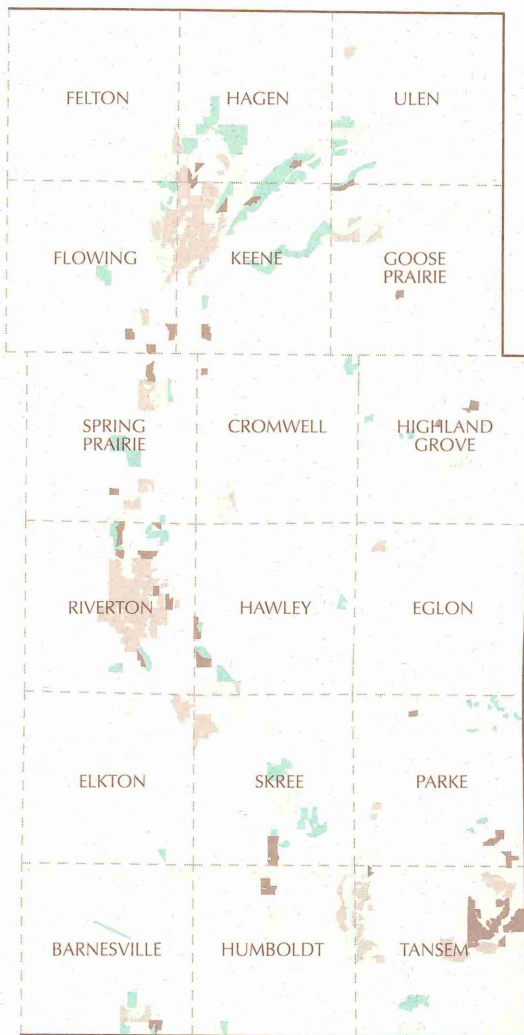 FELTON
HAGEN
ULEN
FLOWING
KEENE
GOOSE
PRAIRIE
SPRING
PRAIRIE
CROMWELL
HIGHLAND
GROVE
RIVERTON
HAWLEY
EGLON
ELKTON
SKREE
PARKE
BARNESVILLE
HUMBOLDT
TANSEM